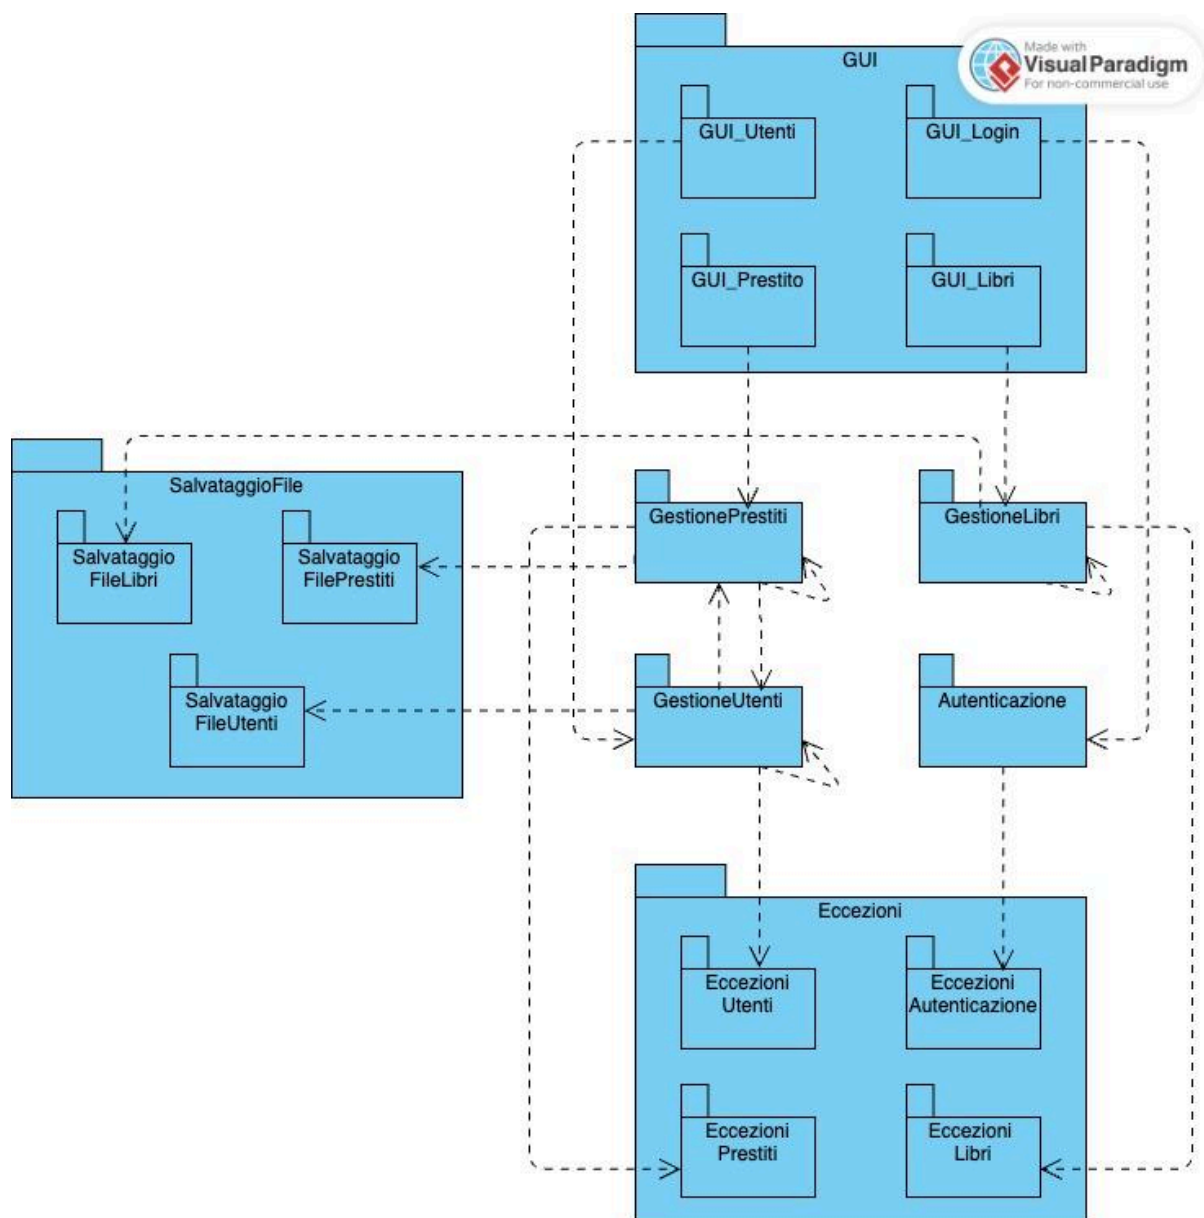 Made with
Visual Paradigm
For non-commercial use
GUI
GUI_Utenti
GUI_Login
GUI_Prestito
GUI_Libri
SalvataggioFile
Salvataggio
FileLibri
Salvataggio
FilePrestiti
Salvataggio
FileUtenti
GestionePrestiti
GestioneLibri
GestioneUtenti
Autenticazione
Eccezioni
Eccezioni
Utenti
Eccezioni
Autenticazione
Eccezioni
Prestiti
Eccezioni
Libri